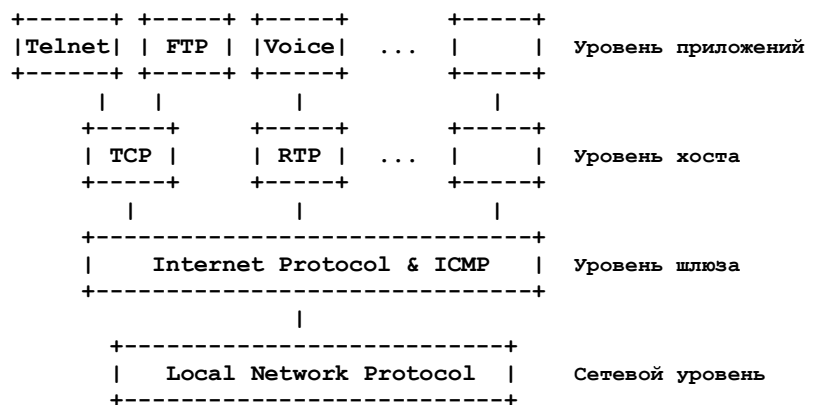 Telnet FTP Voice ... Уровень приложений
TCP RTP ... Уровень хоста
Internet Protocol & ICMP Уровень шлюза
Local Network Protocol Сетевой уровень